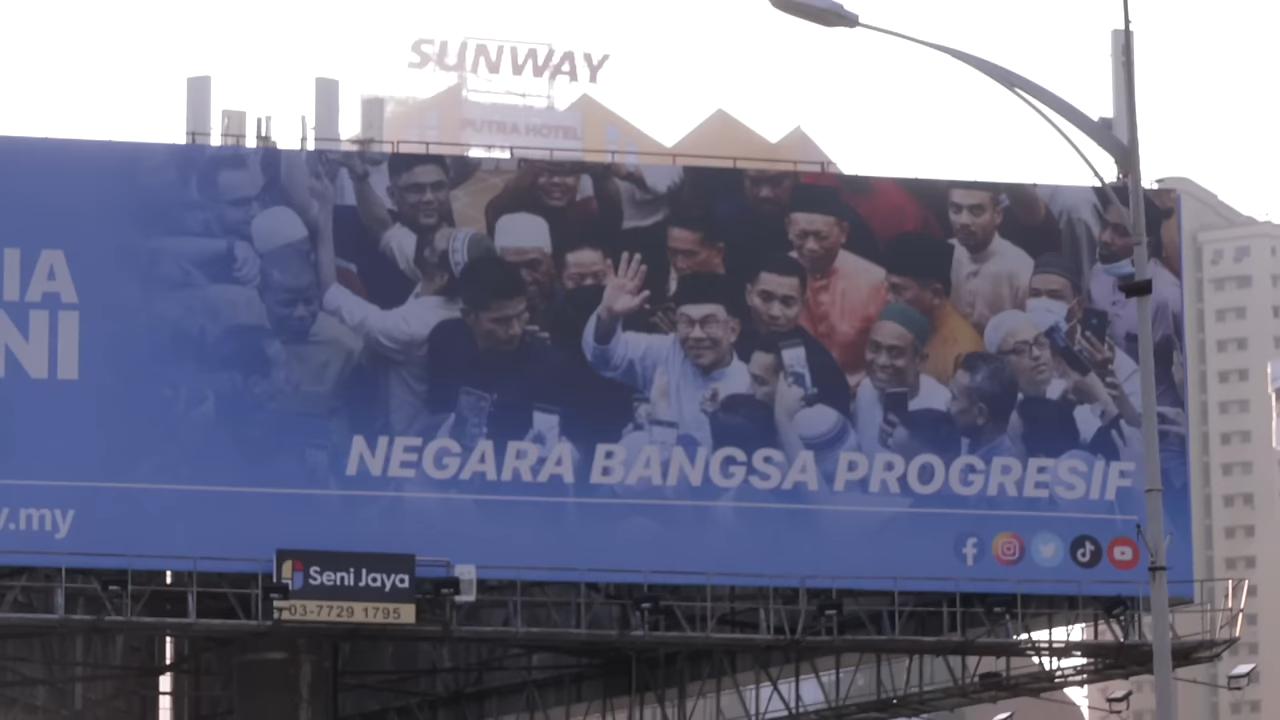 SUNWAY
PUTRA HOTEL
IA
NI
NEGARA BANGSA PROGRESIF
v.my
Seni Jaya
03-7729 1795